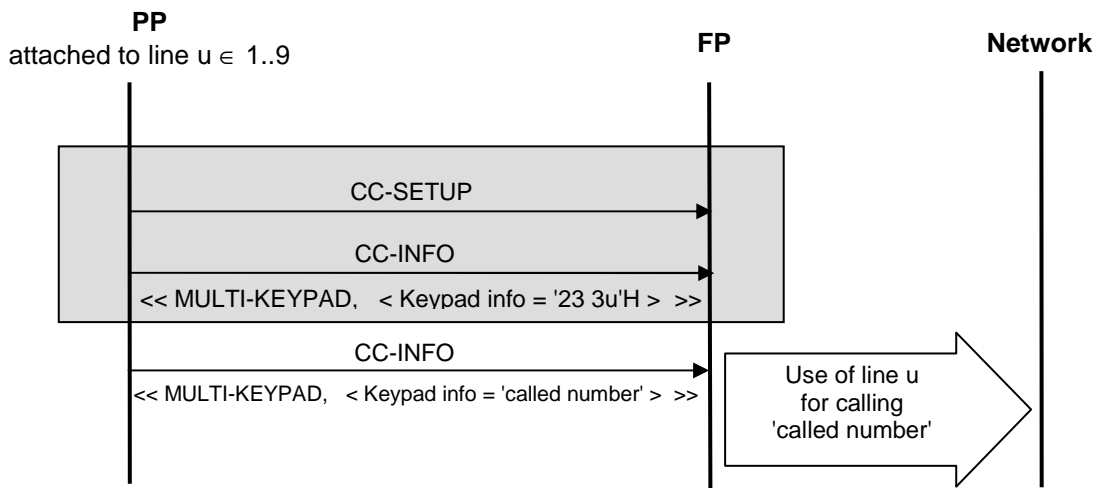 PP
attached to line u ∈ 1..9
FP
Network
CC-SETUP
CC-INFO
<< MULTI-KEYPAD, < Keypad info = '23 3u'H > >>
CC-INFO
<< MULTI-KEYPAD, < Keypad info = 'called number' > >>
Use of line u
for calling
'called number'